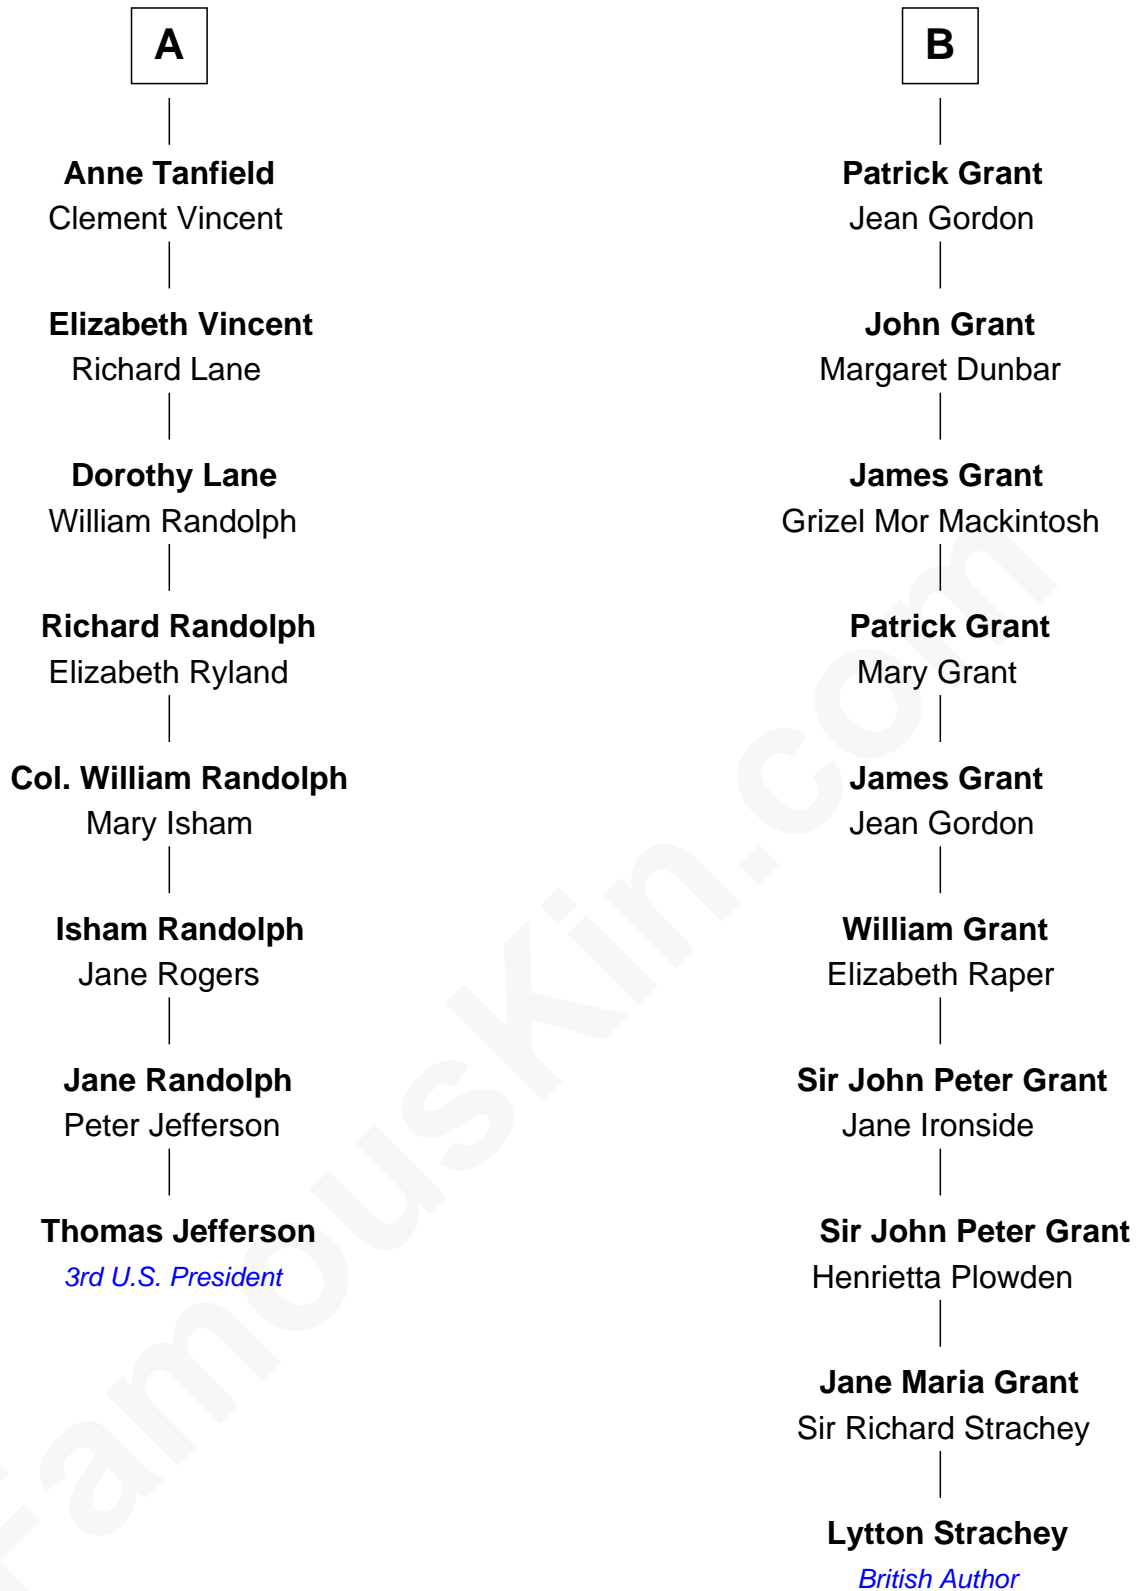 A
Anne Tanfield
Clement Vincent
Elizabeth Vincent
Richard Lane
Dorothy Lane
William Randolph
Richard Randolph
Elizabeth Ryland
Col. William Randolph
Mary Isham
Isham Randolph
Jane Rogers
Jane Randolph
Peter Jefferson
Thomas Jefferson
3rd U.S. President
B
Patrick Grant
Jean Gordon
John Grant
Margaret Dunbar
James Grant
Grizel Mor Mackintosh
Patrick Grant
Mary Grant
James Grant
Jean Gordon
William Grant
Elizabeth Raper
Sir John Peter Grant
Jane Ironside
Sir John Peter Grant
Henrietta Plowden
Jane Maria Grant
Sir Richard Strachey
Lytton Strachey
British Author
FamousKin.com